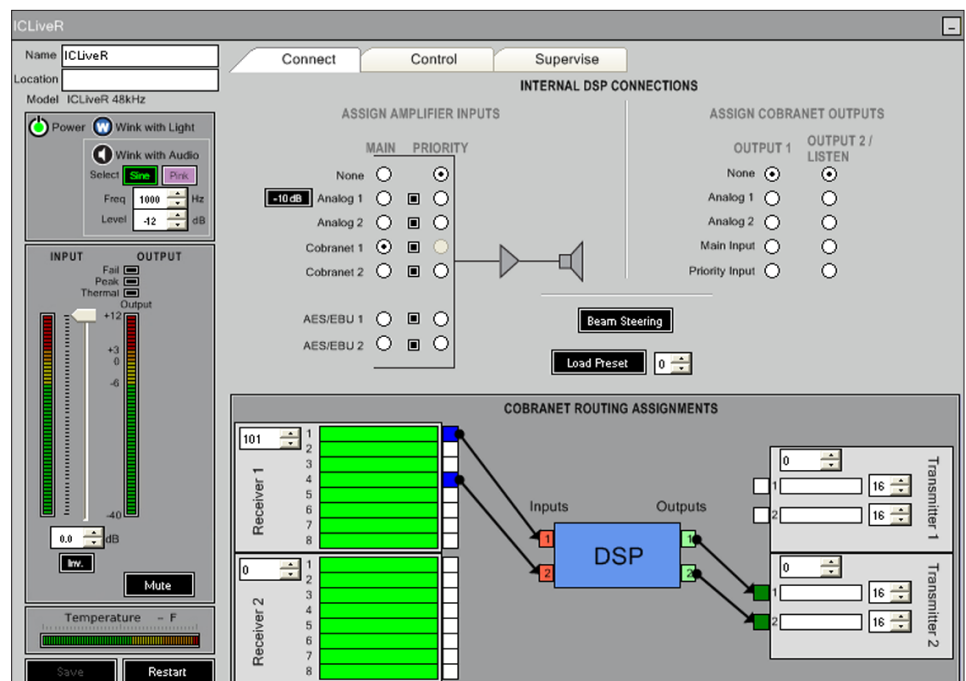 ICLiveR
Name ICLiveR
Location
Model ICLiveR 48kHz
Power Wink with Light
Wink with Audio
Select Sine Pink
Freq 1000 Hz
Level -12 dB
INPUT OUTPUT
Fail
Peak
Thermal
Output
+12
+3
0
-6
-40
0.0 dB
Inv.
Mute
Temperature - F
Save Restart
Connect Control Supervise
INTERNAL DSP CONNECTIONS
ASSIGN AMPLIFIER INPUTS
MAIN PRIORITY
None
-10 dB Analog 1
Analog 2
Cobranet 1
Cobranet 2
AES/EBU 1
AES/EBU 2
ASSIGN COBRANET OUTPUTS
OUTPUT 1 OUTPUT 2 /
LISTEN
None
Analog 1
Analog 2
Main Input
Priority Input
Beam Steering
Load Preset 0
COBRANET ROUTING ASSIGNMENTS
101
Receiver 1
1
2
3
4
5
6
7
8
0
Receiver 2
1
2
3
4
5
6
7
8
Inputs Outputs
1 DSP 1
2 2
0
1 16
2 16
Transmitter 1
0
1 16
2 16
Transmitter 2